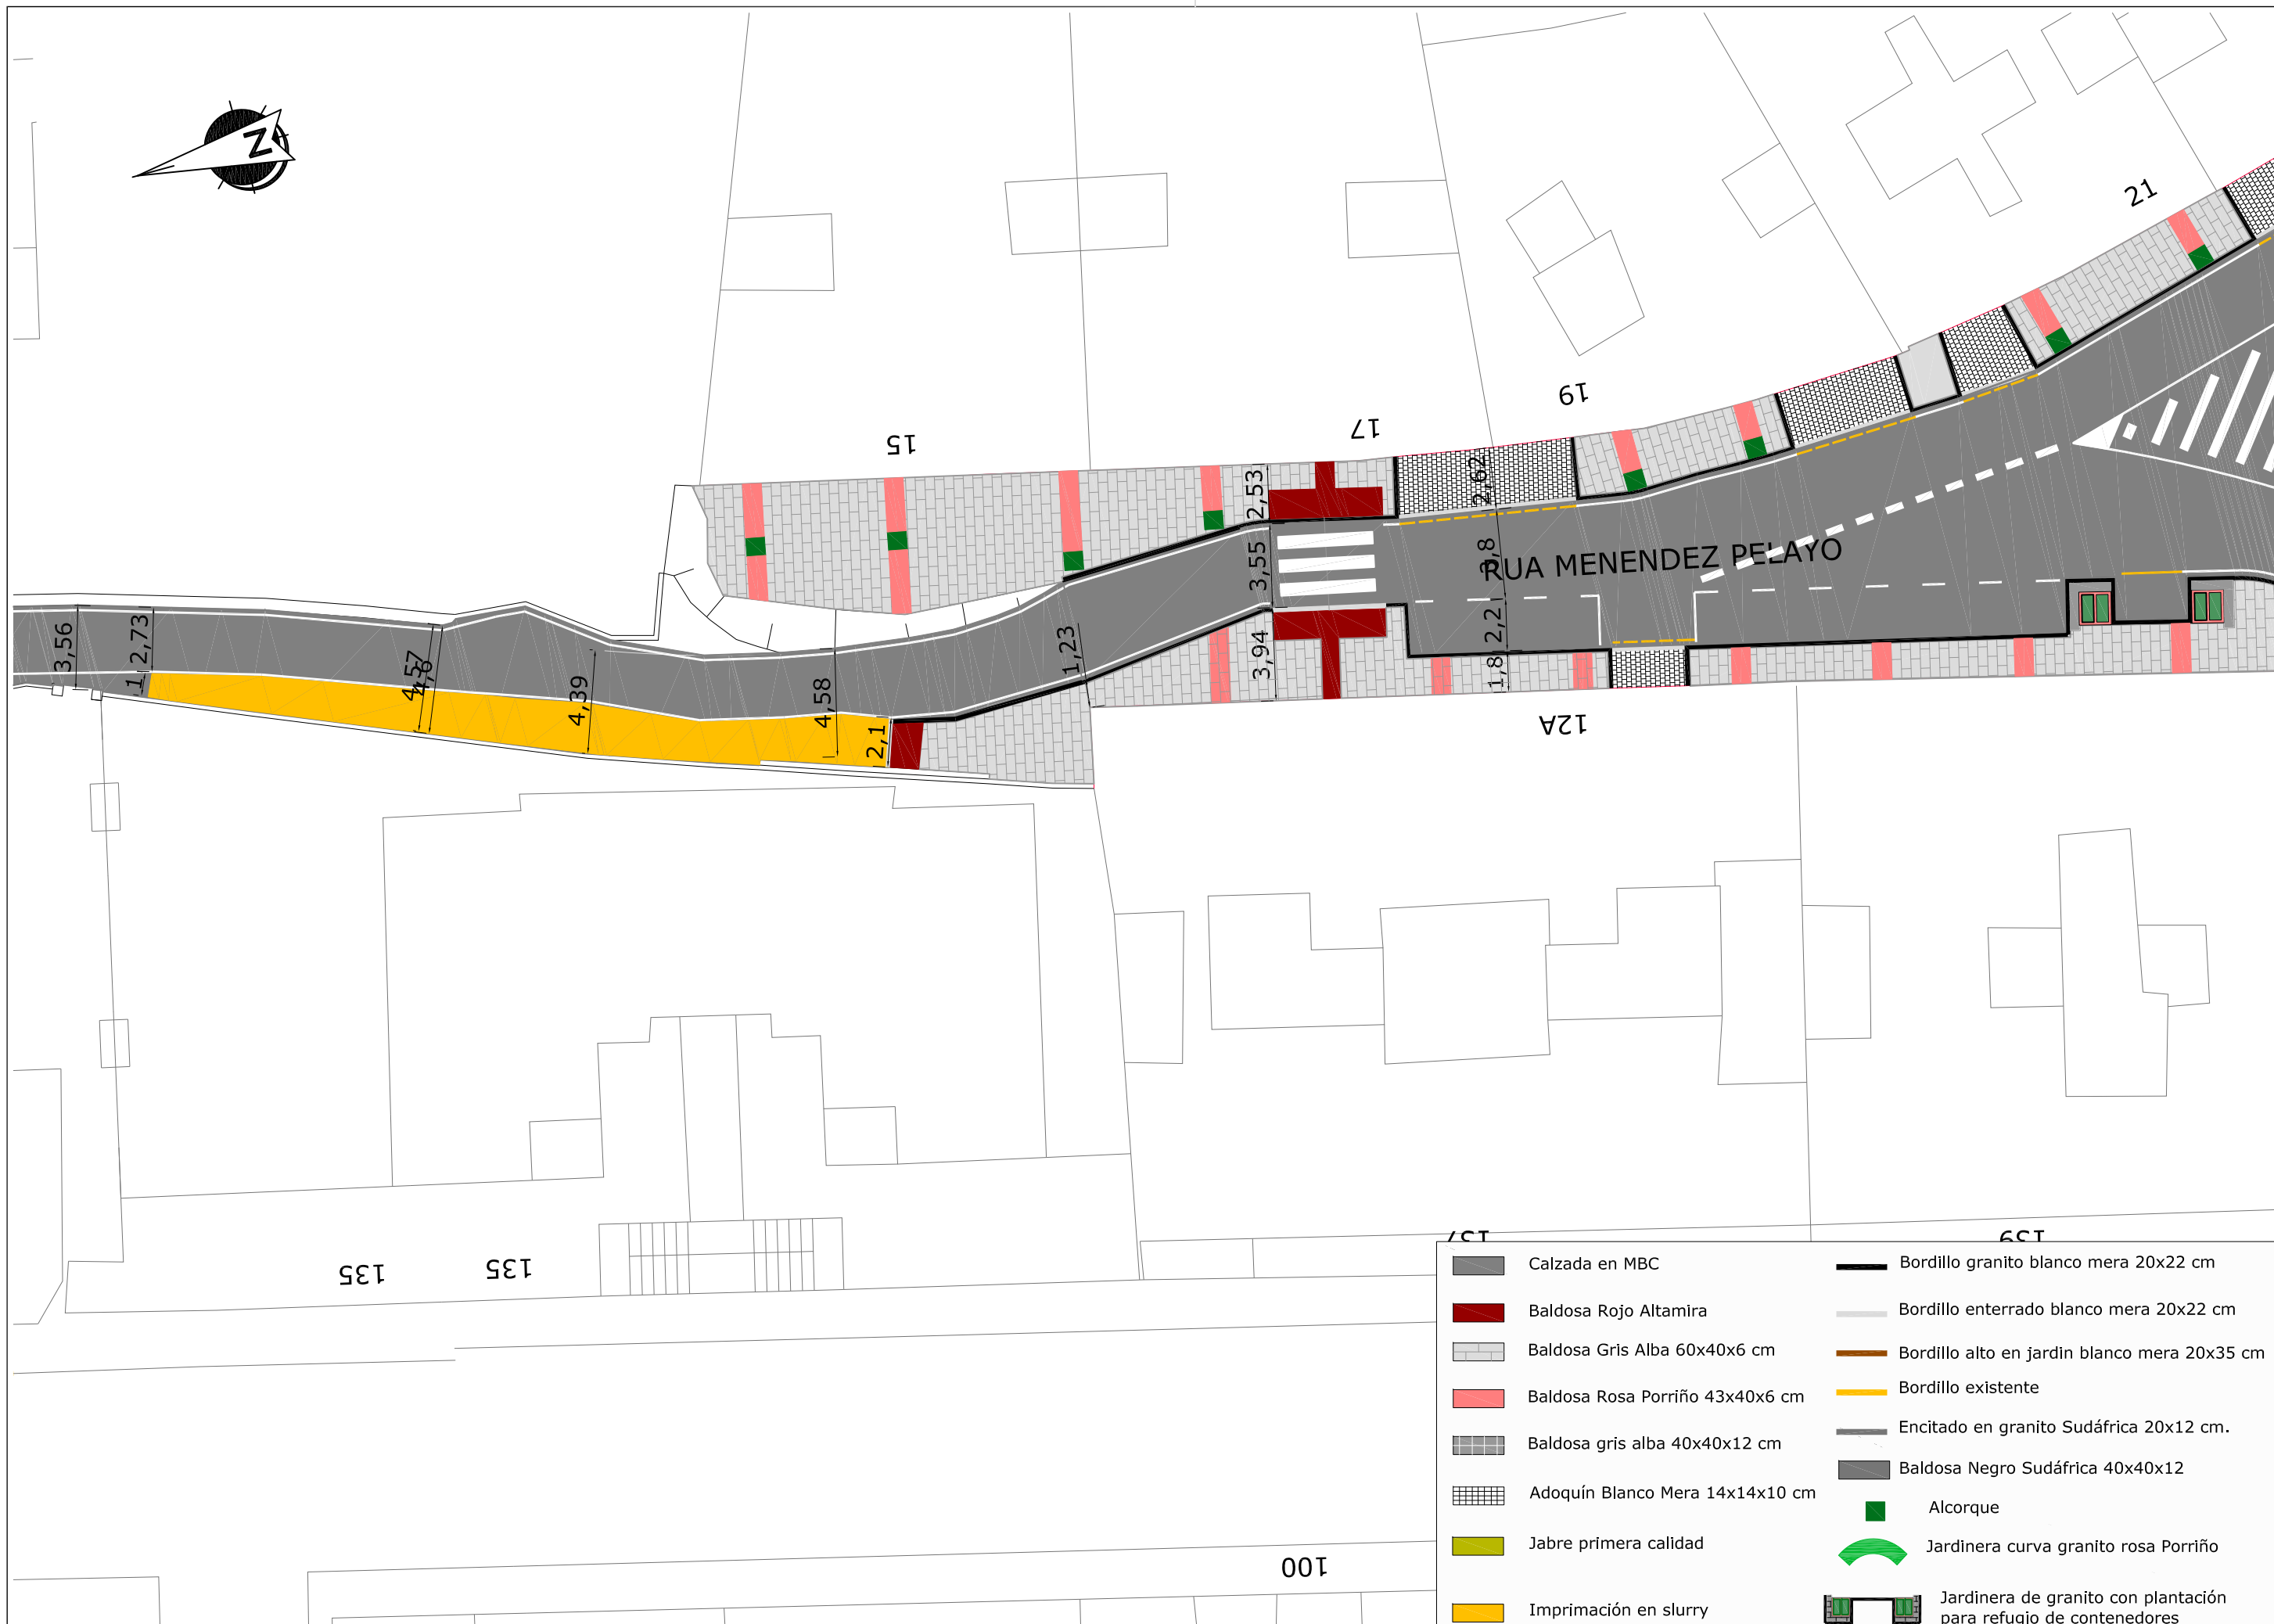 N
21
19
17
15
2,53
2,62
3,55
3,8
RUA MENENDEZ PELAYO
3,56
2,73
1
4,57
4,6
4,39
4,58
2,1
1,23
3,94
2,2
1,8
12A
137
139
135
135
100
Calzada en MBC
Baldosa Rojo Altamira
Baldosa Gris Alba 60x40x6 cm
Baldosa Rosa Porriño 43x40x6 cm
Baldosa gris alba 40x40x12 cm
Adoquín Blanco Mera 14x14x10 cm
Jabre primera calidad
Imprimación en slurry
Bordillo granito blanco mera 20x22 cm
Bordillo enterrado blanco mera 20x22 cm
Bordillo alto en jardin blanco mera 20x35 cm
Bordillo existente
Encitado en granito Sudáfrica 20x12 cm.
Baldosa Negro Sudáfrica 40x40x12
Alcorque
Jardinera curva granito rosa Porriño
Jardinera de granito con plantación
para refugio de contenedores